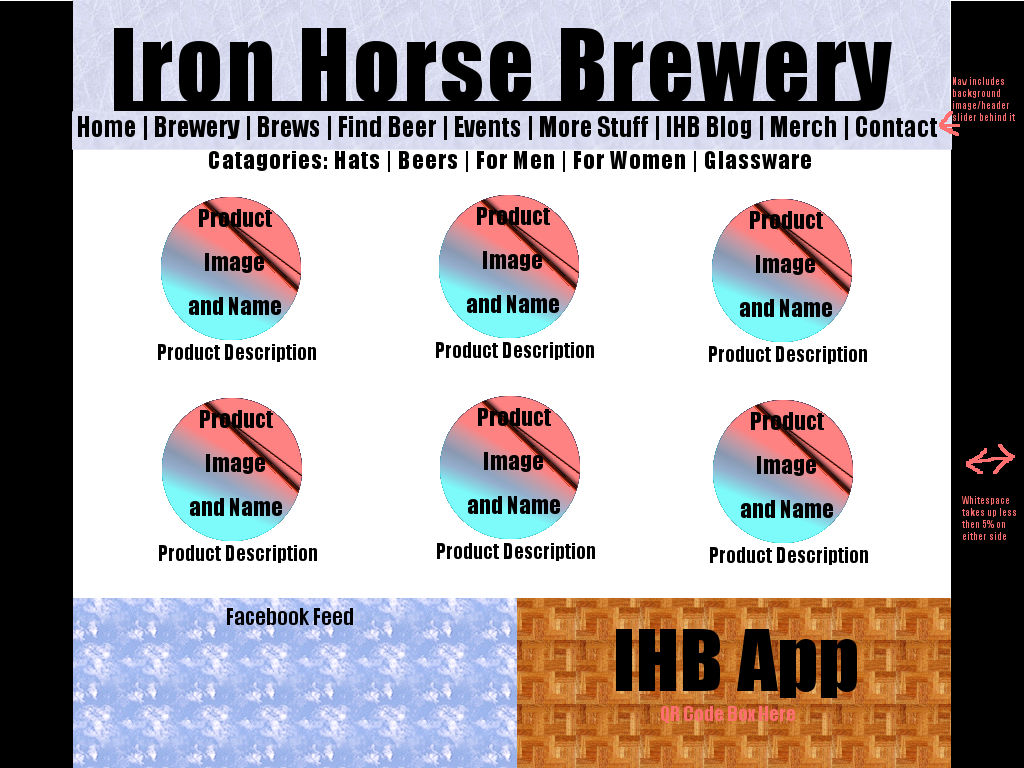 Iron Horse Brewery
Nav includes
background
image/header
slider behind it
Home | Brewery | Brews | Find Beer | Events | More Stuff | IHB Blog | Merch | Contact
Catagories: Hats | Beers | For Men | For Women | Glassware
Product
Image
and Name
Product Description
Product
Image
and Name
Product Description
Product
Image
and Name
Product Description
Product
Image
and Name
Product Description
Product
Image
and Name
Product Description
Product
Image
and Name
Product Description
Whitespace
takes up less
then 5% on
either side
Facebook Feed
IHB App
QR Code Box Here